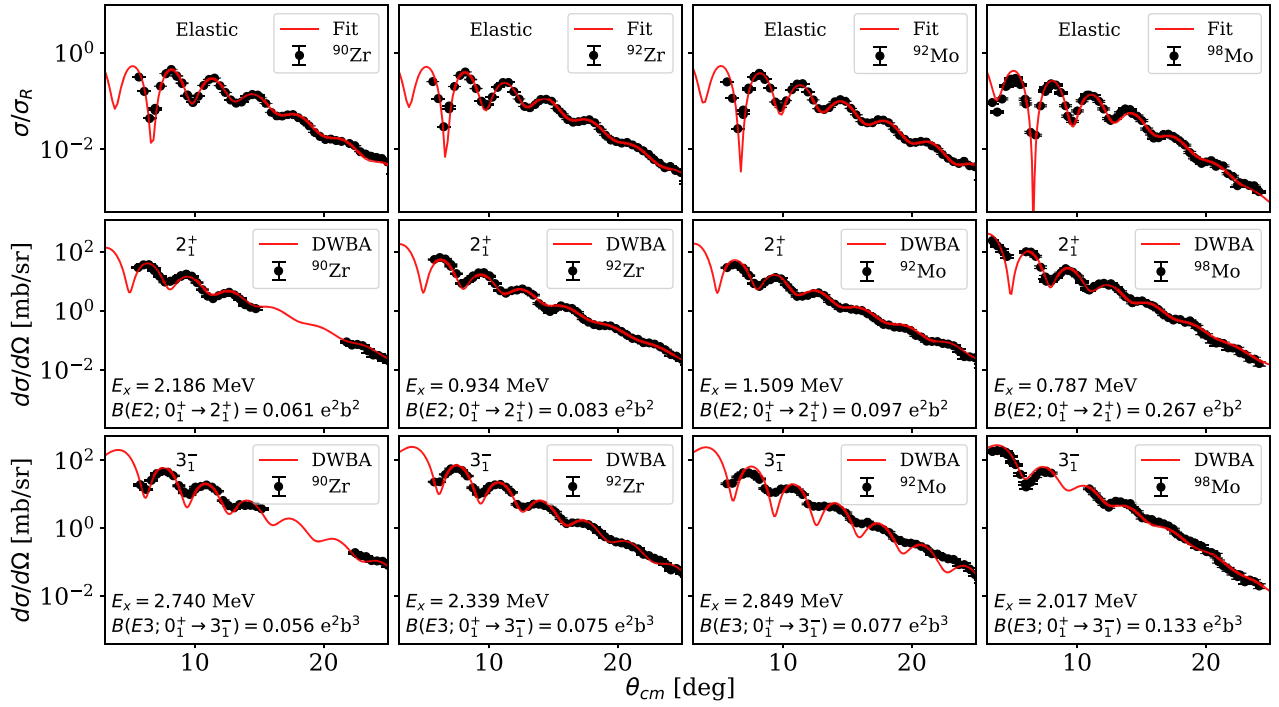 Elastic
Fit
⁹⁰Zr
Elastic
Fit
⁹²Zr
Elastic
Fit
⁹²Mo
Elastic
Fit
⁹⁸Mo
10⁰
10⁻²
σ/σ_R
2₁⁺
DWBA
⁹⁰Zr
E_x = 2.186 MeV
B(E2; 0₁⁺ → 2₁⁺) = 0.061 e²b²
2₁⁺
DWBA
⁹²Zr
E_x = 0.934 MeV
B(E2; 0₁⁺ → 2₁⁺) = 0.083 e²b²
2₁⁺
DWBA
⁹²Mo
E_x = 1.509 MeV
B(E2; 0₁⁺ → 2₁⁺) = 0.097 e²b²
2₁⁺
DWBA
⁹⁸Mo
E_x = 0.787 MeV
B(E2; 0₁⁺ → 2₁⁺) = 0.267 e²b²
10²
10⁰
10⁻²
dσ/dΩ [mb/sr]
3₁⁻
DWBA
⁹⁰Zr
E_x = 2.740 MeV
B(E3; 0₁⁺ → 3₁⁻) = 0.056 e²b³
3₁⁻
DWBA
⁹²Zr
E_x = 2.339 MeV
B(E3; 0₁⁺ → 3₁⁻) = 0.075 e²b³
3₁⁻
DWBA
⁹²Mo
E_x = 2.849 MeV
B(E3; 0₁⁺ → 3₁⁻) = 0.077 e²b³
3₁⁻
DWBA
⁹⁸Mo
E_x = 2.017 MeV
B(E3; 0₁⁺ → 3₁⁻) = 0.133 e²b³
10²
10⁰
10⁻²
dσ/dΩ [mb/sr]
10 20
10 20
10 20
10 20
θ_cm [deg]